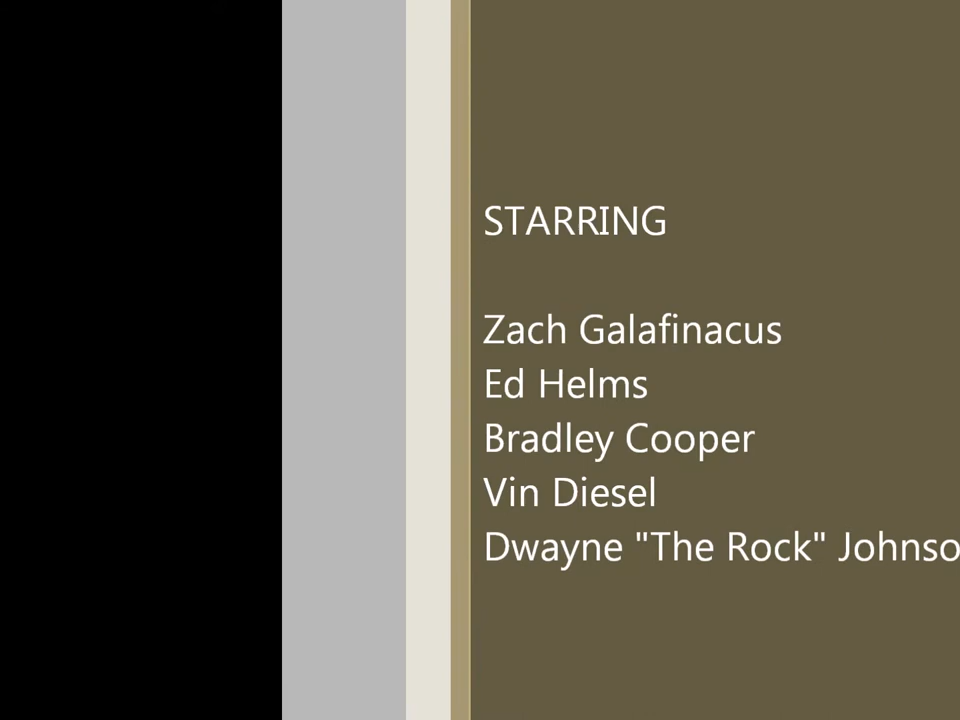 STARRING
Zach Galafinacus
Ed Helms
Bradley Cooper
Vin Diesel
Dwayne "The Rock" Johnso